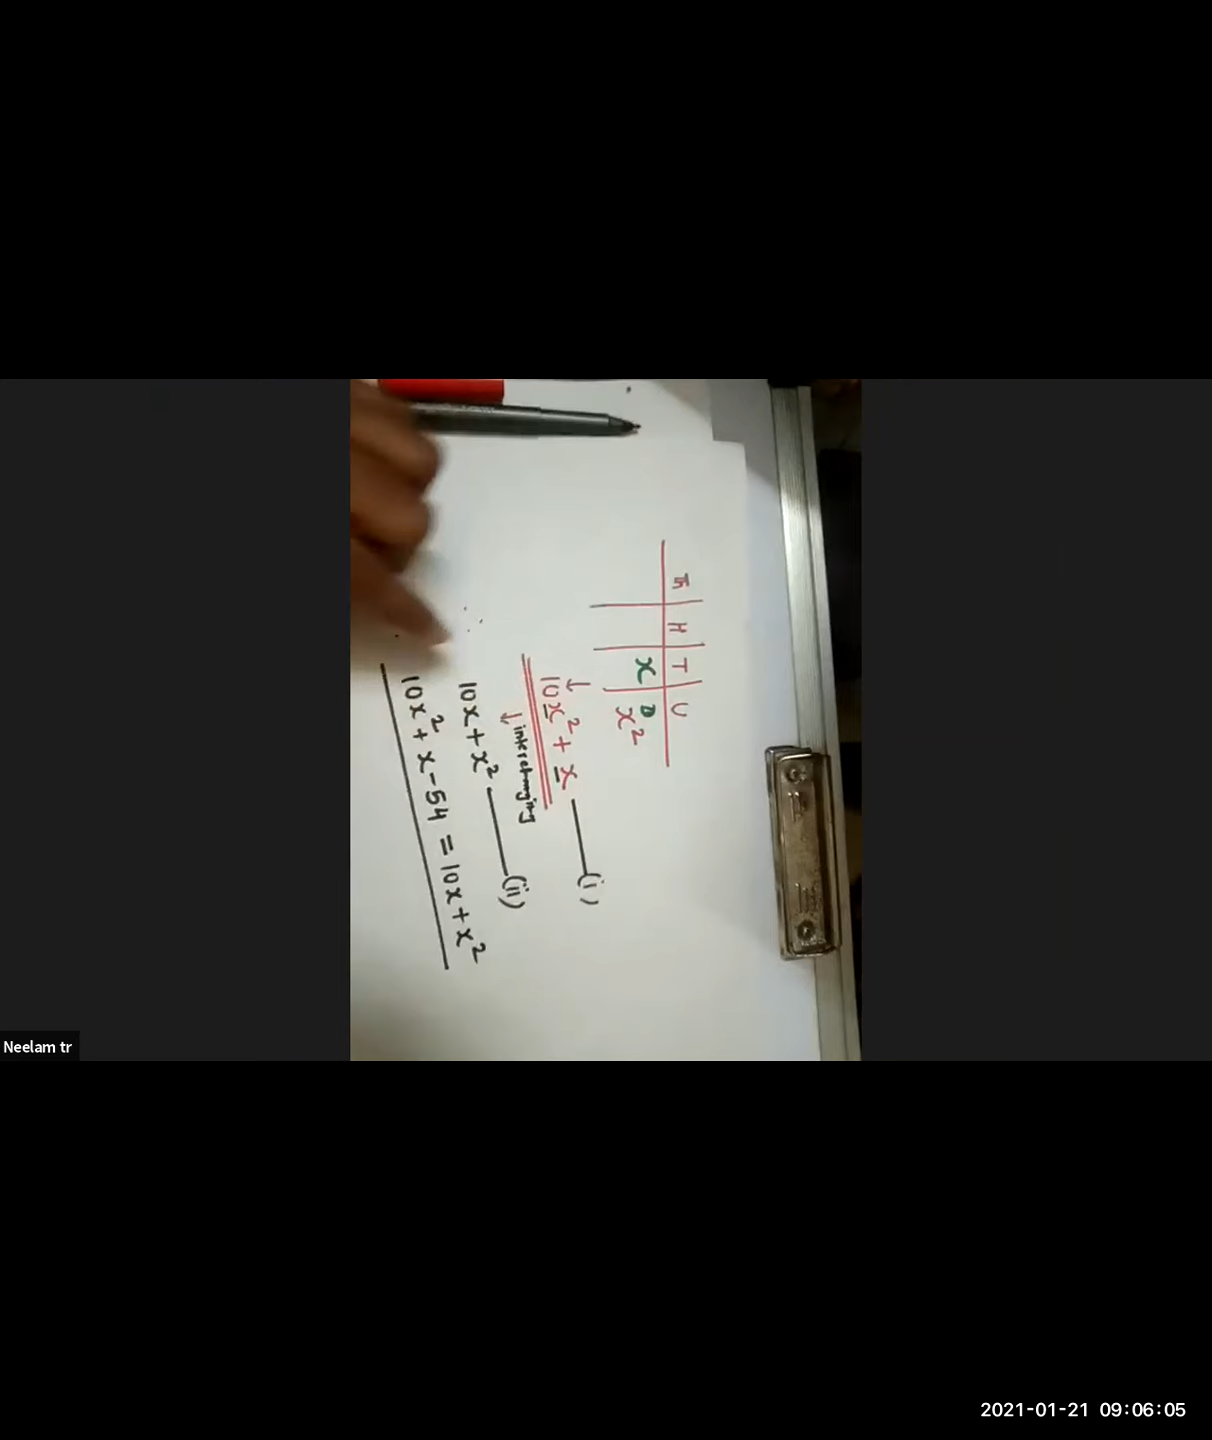 Th H T U
x x²
10x² + x — (i)
↓ interchanging
10x + x² — (ii)
10x² + x - 54 = 10x + x²
Neelam tr
2021-01-21 09:06:05